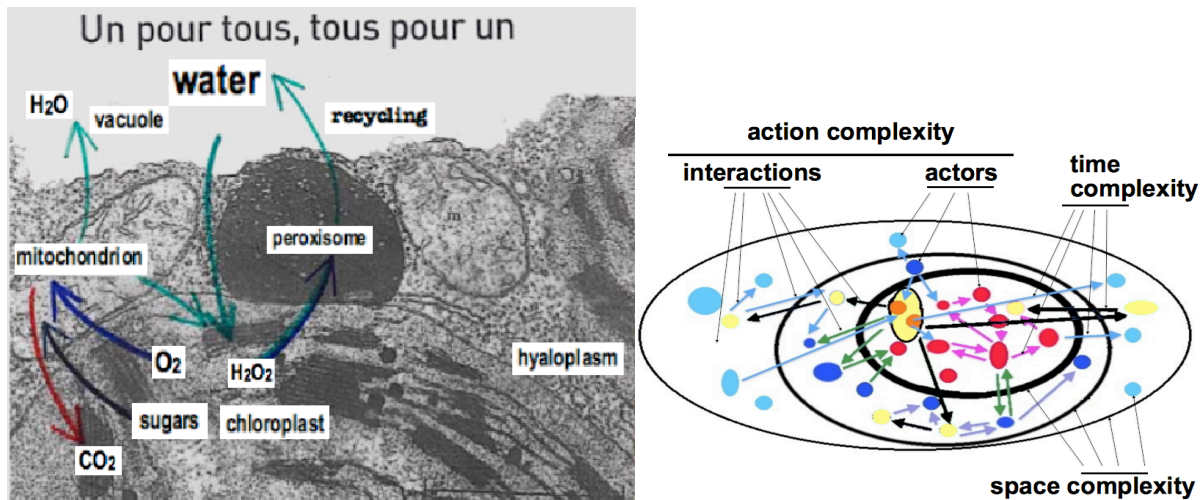 Un pour tous, tous pour un
water
H2O
vacuole
recycling
mitochondrion
peroxisome
m
O2
H2O2
hyaloplasm
sugars
chloroplast
CO2
action complexity
interactions
actors
time
complexity
space complexity